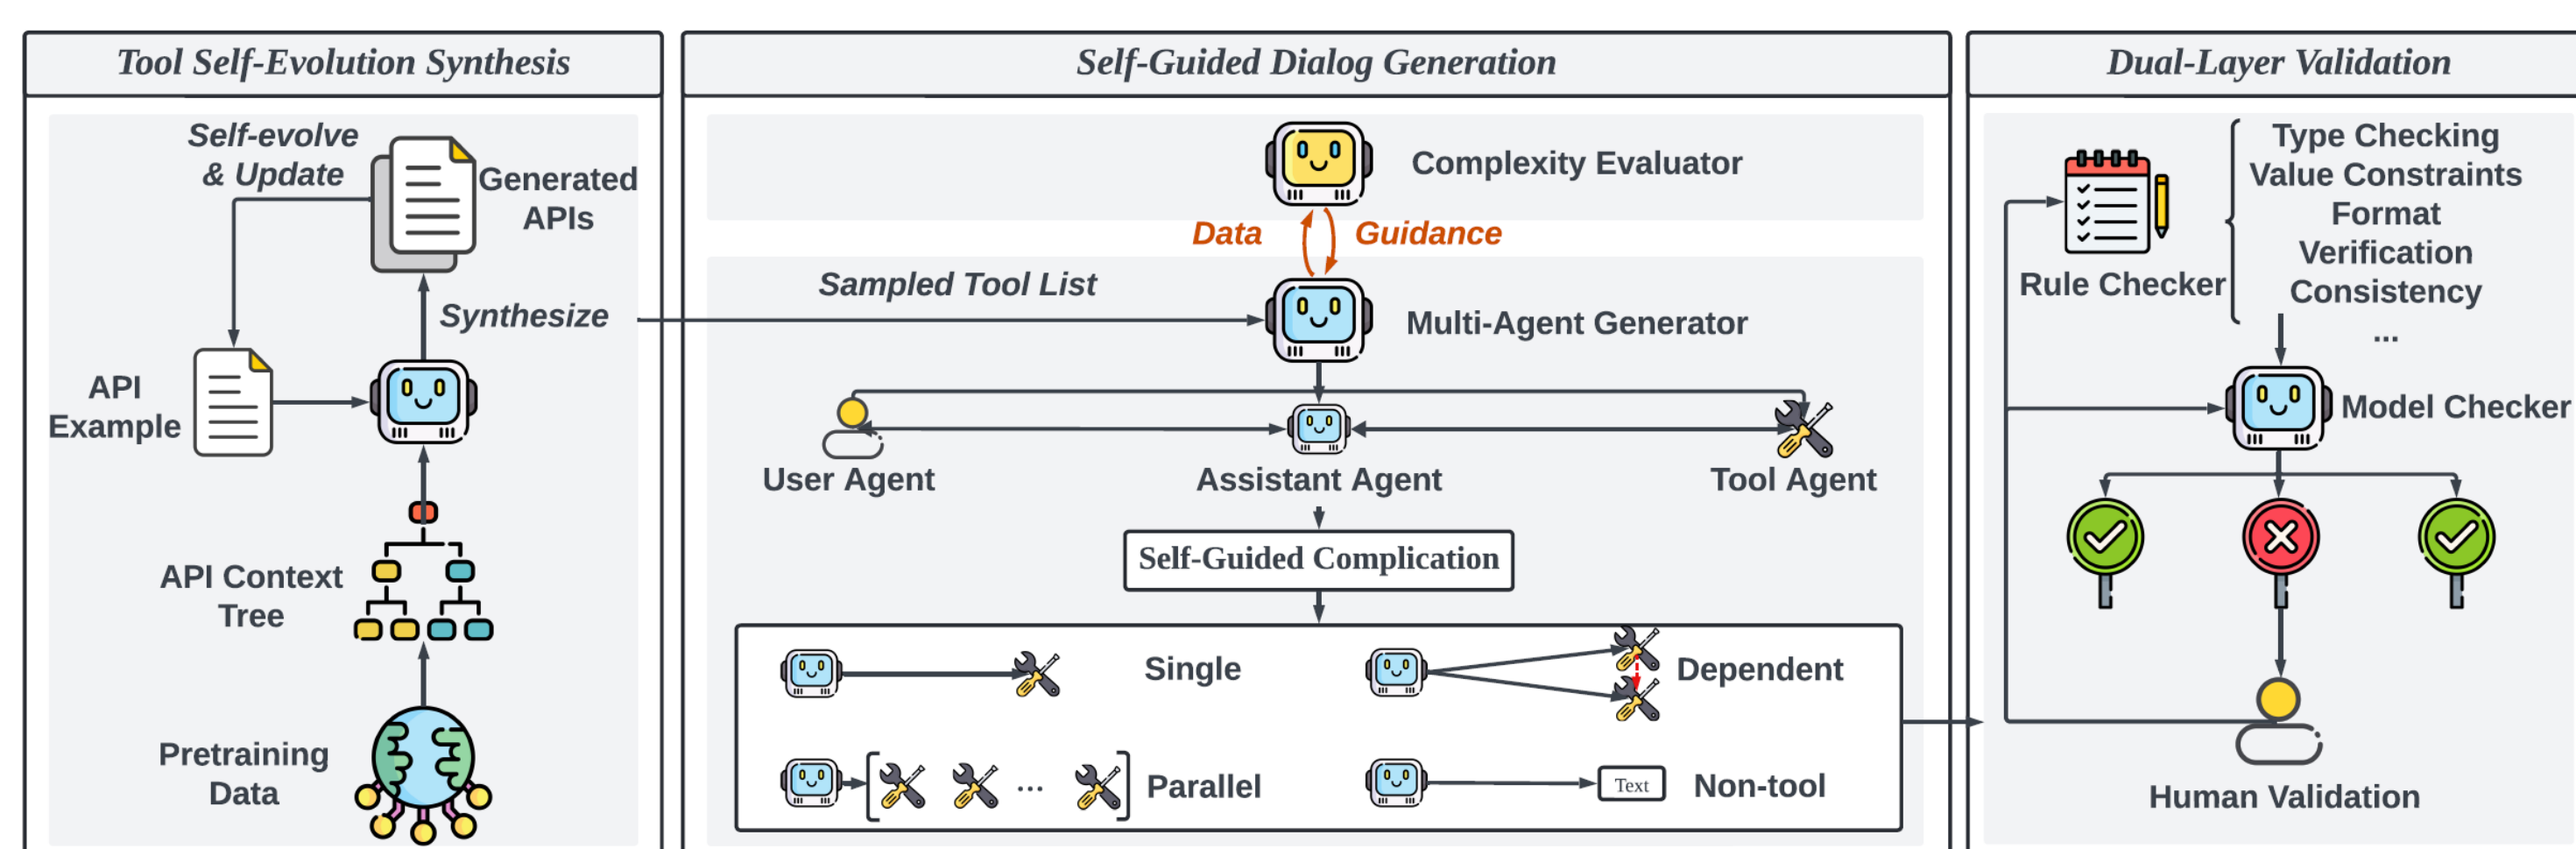 Tool Self-Evolution Synthesis
Self-evolve
& Update
Generated
APIs
Synthesize
API
Example
API Context
Tree
Pretraining
Data
Self-Guided Dialog Generation
Complexity Evaluator
Data
Guidance
Sampled Tool List
Multi-Agent Generator
User Agent
Assistant Agent
Tool Agent
Self-Guided Complication
Single
Dependent
Parallel
...
Text
Non-tool
Dual-Layer Validation
Type Checking
Value Constraints
Format
Verification
Consistency
...
Rule Checker
Model Checker
Human Validation